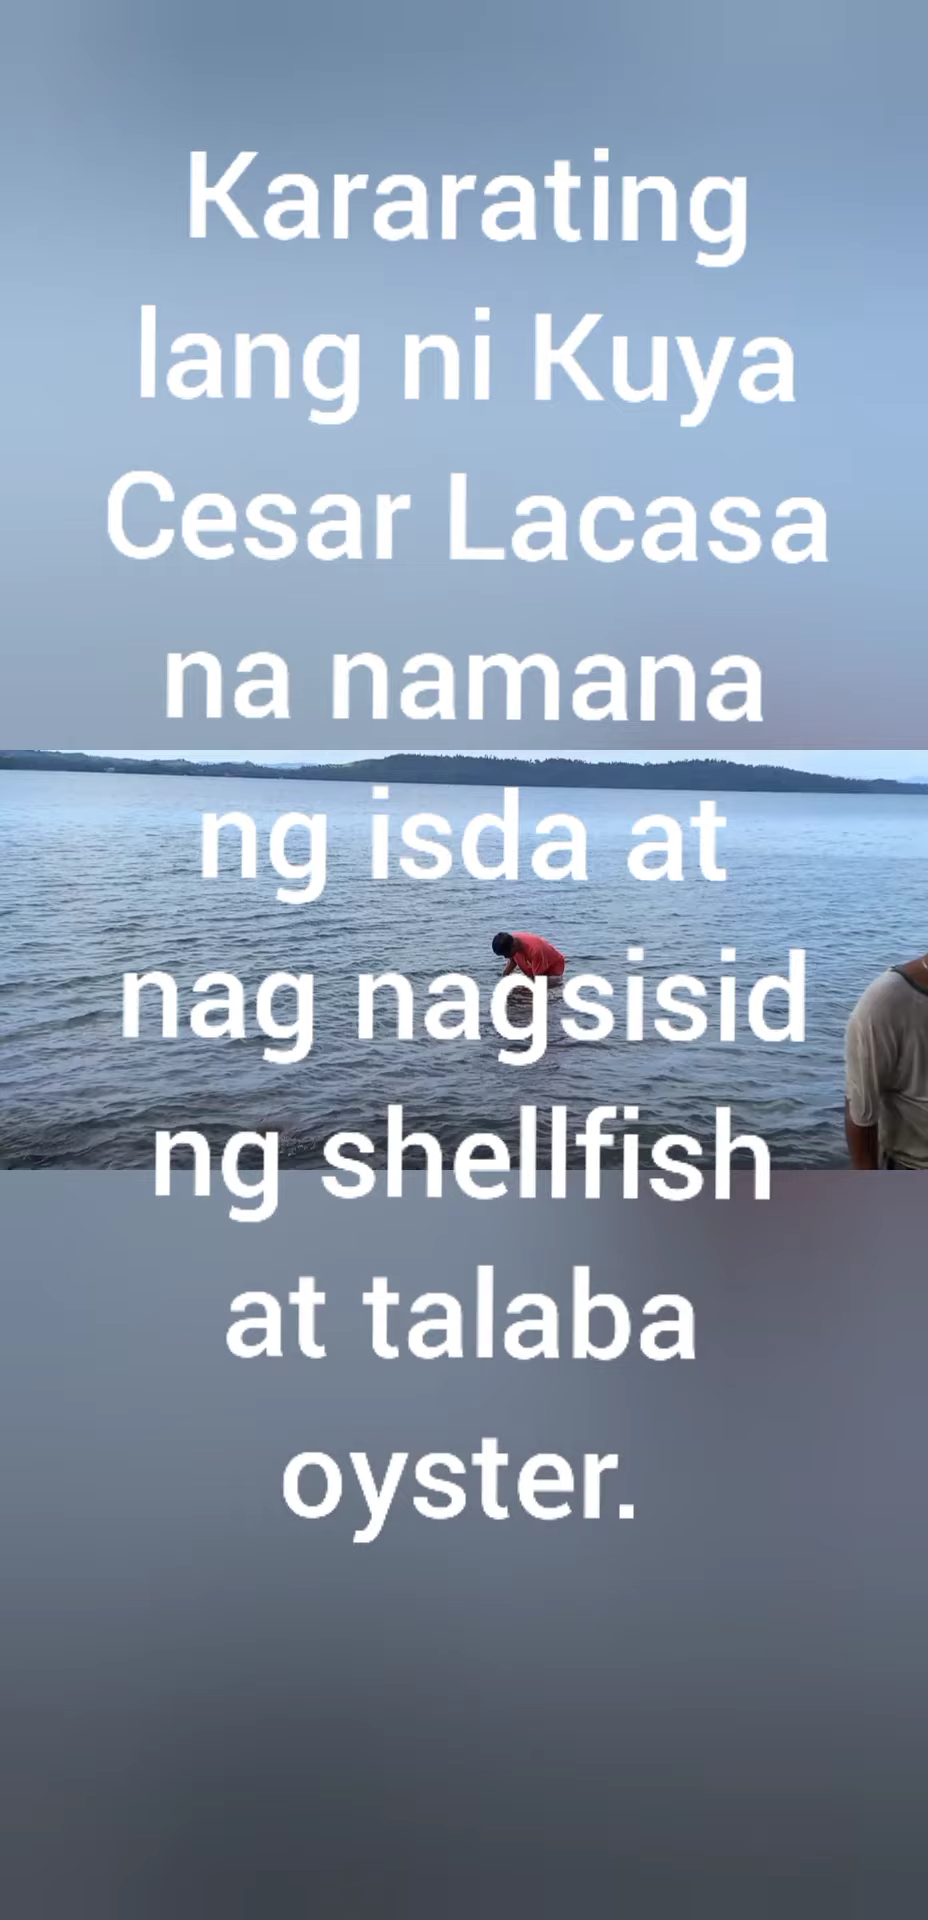 Kararating
lang ni Kuya
Cesar Lacasa
na namana
ng isda at
nag nagsisid
ng shellfish
at talaba
oyster.